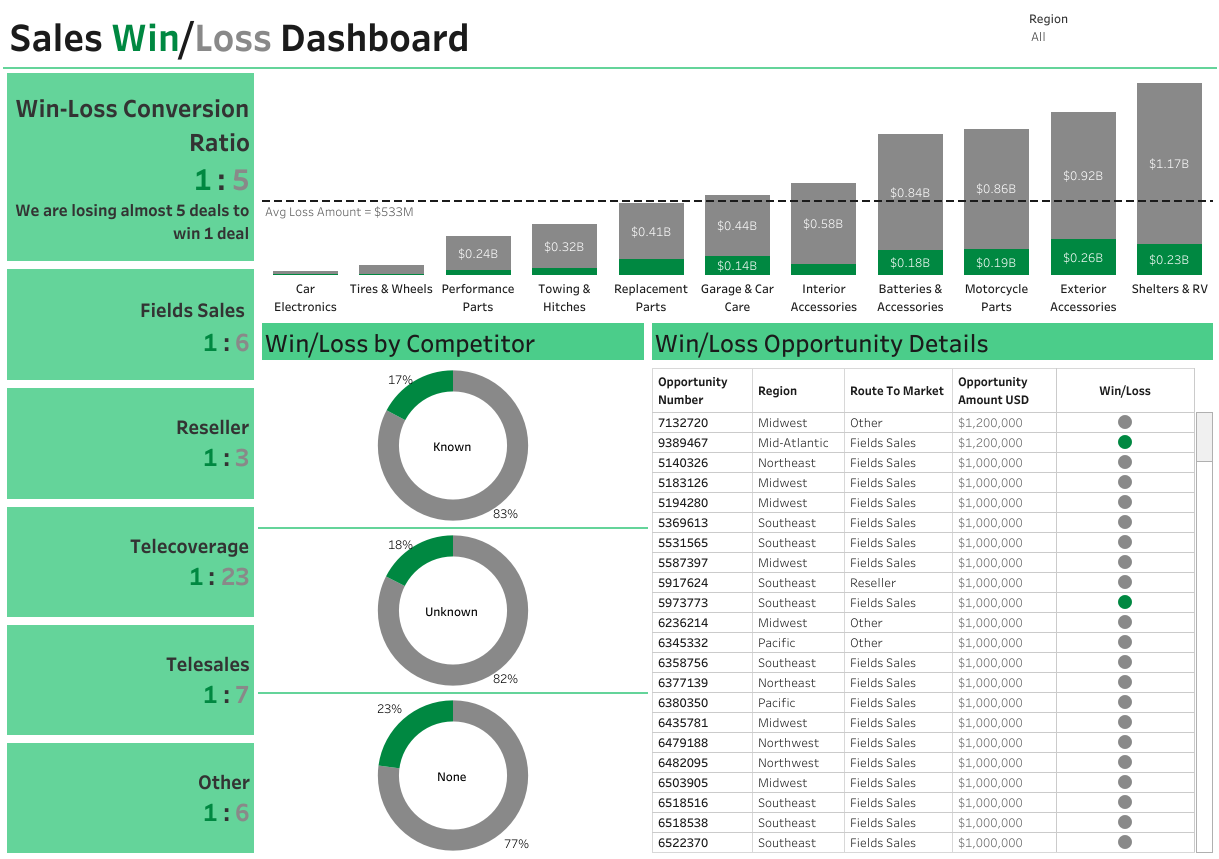 Sales Win/Loss Dashboard
Region
All
Win-Loss Conversion
Ratio
1 : 5
We are losing almost 5 deals to
win 1 deal
Fields Sales
1 : 6
Reseller
1 : 3
Telecoverage
1 : 23
Telesales
1 : 7
Other
1 : 6
Avg Loss Amount = $533M
$0.24B
$0.32B
$0.41B
$0.44B
$0.14B
$0.58B
$0.84B
$0.18B
$0.86B
$0.19B
$0.92B
$0.26B
$1.17B
$0.23B
Car
Electronics
Tires & Wheels
Performance
Parts
Towing &
Hitches
Replacement
Parts
Garage & Car
Care
Interior
Accessories
Batteries &
Accessories
Motorcycle
Parts
Exterior
Accessories
Shelters & RV
Win/Loss by Competitor
17%
Known
83%
18%
Unknown
82%
23%
None
77%
Win/Loss Opportunity Details
Opportunity
Number
Region
Route To Market
Opportunity
Amount USD
Win/Loss
7132720 Midwest Other $1,200,000
9389467 Mid-Atlantic Fields Sales $1,200,000
5140326 Northeast Fields Sales $1,000,000
5183126 Midwest Fields Sales $1,000,000
5194280 Midwest Fields Sales $1,000,000
5369613 Southeast Fields Sales $1,000,000
5531565 Southeast Fields Sales $1,000,000
5587397 Midwest Fields Sales $1,000,000
5917624 Southeast Reseller $1,000,000
5973773 Southeast Fields Sales $1,000,000
6236214 Midwest Other $1,000,000
6345332 Pacific Other $1,000,000
6358756 Southeast Fields Sales $1,000,000
6377139 Northeast Fields Sales $1,000,000
6380350 Pacific Fields Sales $1,000,000
6435781 Midwest Fields Sales $1,000,000
6479188 Northwest Fields Sales $1,000,000
6482095 Northwest Fields Sales $1,000,000
6503905 Midwest Fields Sales $1,000,000
6518516 Southeast Fields Sales $1,000,000
6518538 Southeast Fields Sales $1,000,000
6522370 Southeast Fields Sales $1,000,000